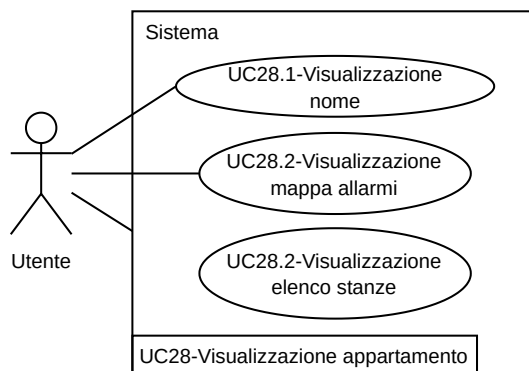 Sistema
UC28.1-Visualizzazione
nome
UC28.2-Visualizzazione
mappa allarmi
Utente
UC28.2-Visualizzazione
elenco stanze
UC28-Visualizzazione appartamento